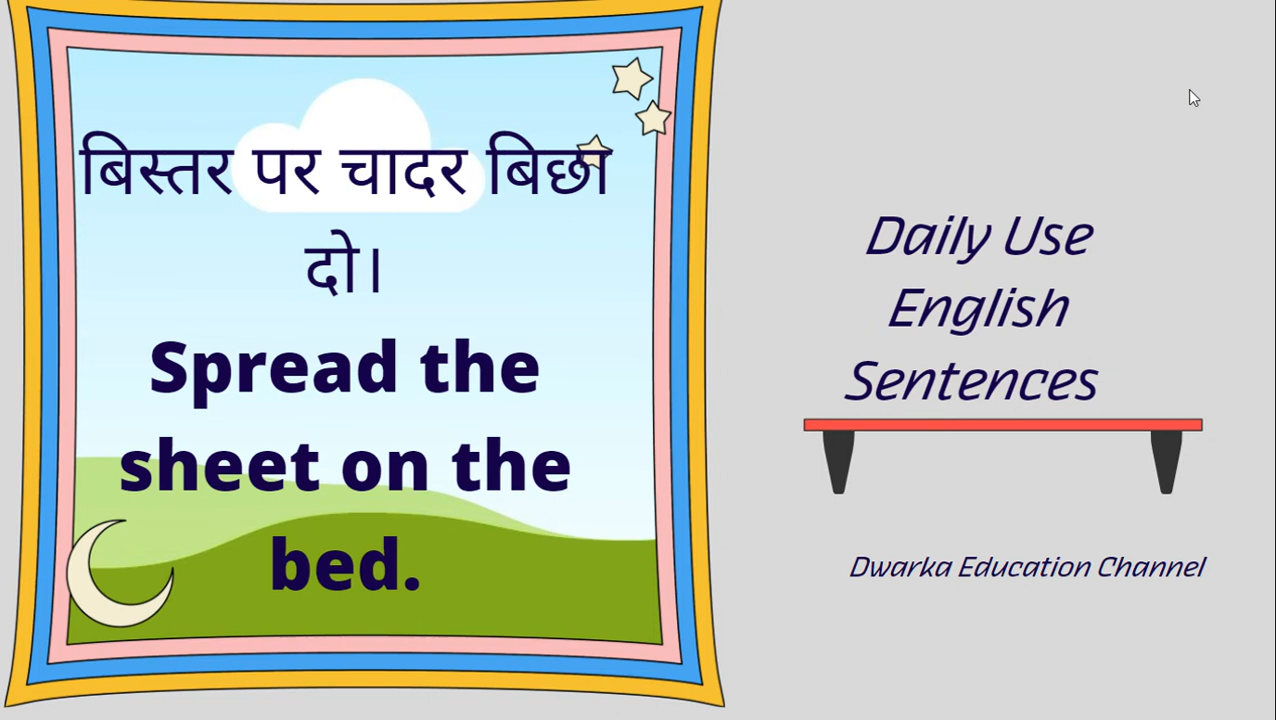 बिस्तर पर चादर बिछा
दो।
Spread the
sheet on the
bed.
Daily Use
English
Sentences
Dwarka Education Channel